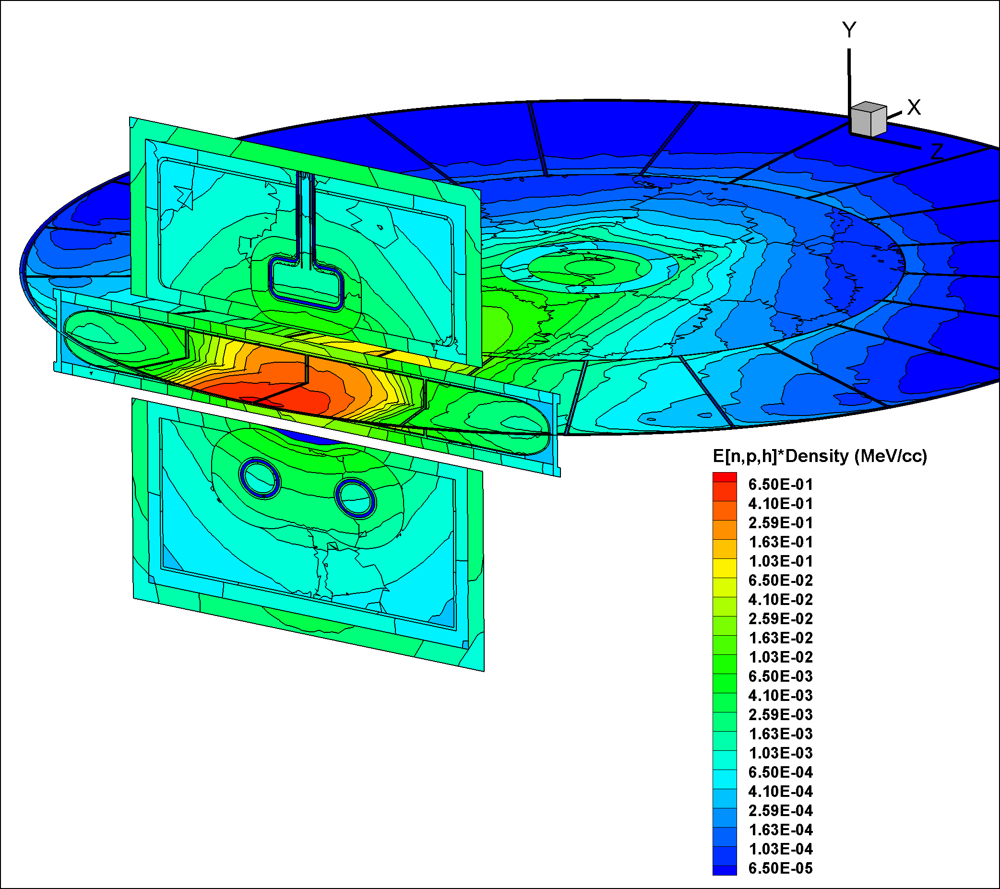 Y
X
Z
E[n,p,h]*Density (MeV/cc)
6.50E-01
4.10E-01
2.59E-01
1.63E-01
1.03E-01
6.50E-02
4.10E-02
2.59E-02
1.63E-02
1.03E-02
6.50E-03
4.10E-03
2.59E-03
1.63E-03
1.03E-03
6.50E-04
4.10E-04
2.59E-04
1.63E-04
1.03E-04
6.50E-05